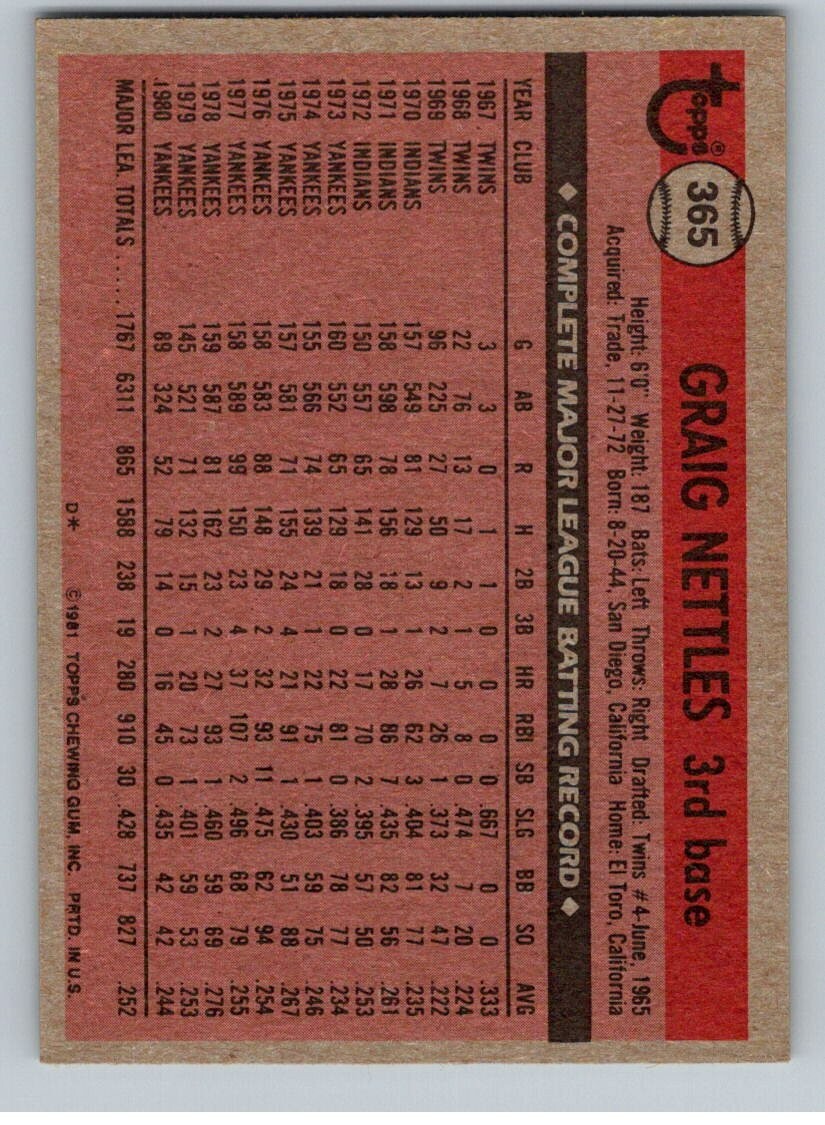 Topps®
365
GRAIG NETTLES 3rd base
Height: 6'0" Weight: 187 Bats: Left Throws: Right Drafted: Twins #4-June, 1965
Acquired: Trade, 11-27-72 Born: 8-20-44, San Diego, California Home: El Toro, California
◆ COMPLETE MAJOR LEAGUE BATTING RECORD ◆
YEAR CLUB G AB R H 2B 3B HR RBI SB SLG BB SO AVG
1967 TWINS 3 3 0 1 1 0 0 0 0 .667 0 0 .333
1968 TWINS 22 76 13 17 2 1 5 8 0 .474 7 20 .224
1969 TWINS 96 225 27 50 9 2 7 26 1 .373 32 47 .222
1970 INDIANS 157 549 81 129 13 1 26 62 3 .404 81 77 .235
1971 INDIANS 158 598 78 156 18 1 28 86 7 .435 82 56 .261
1972 INDIANS 150 557 65 141 28 0 17 70 2 .395 57 50 .253
1973 YANKEES 160 552 65 129 18 0 22 81 0 .386 78 77 .234
1974 YANKEES 155 566 74 139 21 1 22 75 1 .403 59 75 .246
1975 YANKEES 157 581 71 155 24 4 21 91 1 .430 51 88 .267
1976 YANKEES 158 583 88 148 29 2 32 93 11 .475 62 94 .254
1977 YANKEES 158 589 99 150 23 4 37 107 2 .496 68 79 .255
1978 YANKEES 159 587 81 162 23 2 27 93 1 .460 59 69 .276
1979 YANKEES 145 521 71 132 15 1 20 73 1 .401 59 53 .253
1980 YANKEES 89 324 52 79 14 0 16 45 0 .435 42 42 .244
MAJOR LEA. TOTALS ..... 1767 6311 865 1588 238 19 280 910 30 .428 737 827 .252
D* ©1981 TOPPS CHEWING GUM, INC. PRTD. IN U.S.